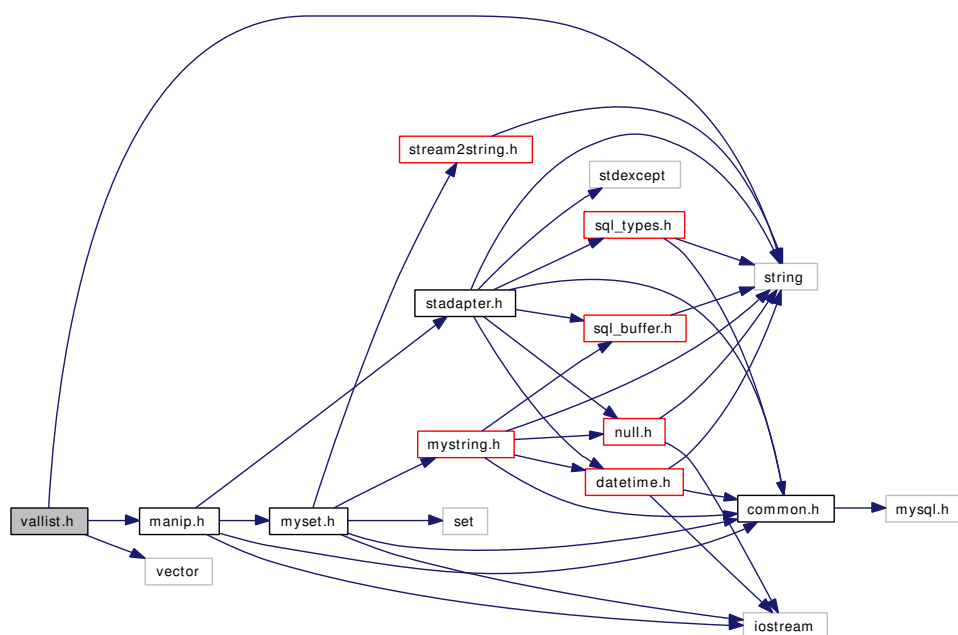 stream2string.h
stdexcept
sql_types.h
string
stadapter.h
sql_buffer.h
null.h
mystring.h
datetime.h
common.h
mysql.h
vallist.h
manip.h
myset.h
set
vector
iostream